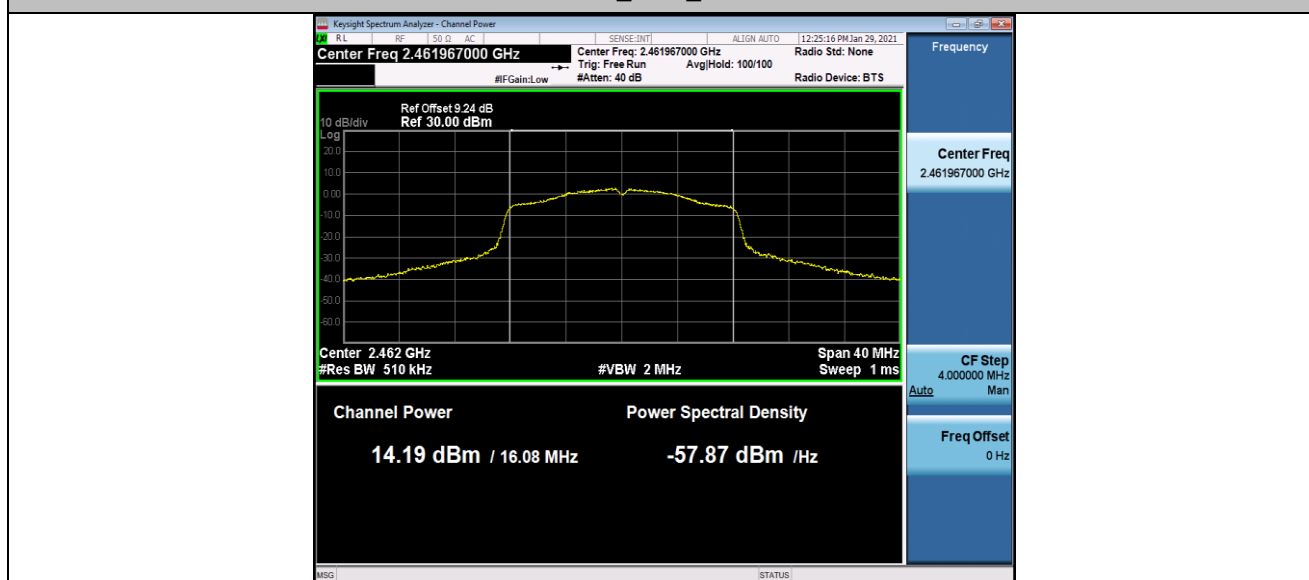 Keysight Spectrum Analyzer - Channel Power
RL RF 50 Ω AC SENSE:INT ALIGN AUTO 12:25:16 PM Jan 29, 2021
Center Freq 2.461967000 GHz
Center Freq: 2.461967000 GHz Radio Std: None
Trig: Free Run Avg|Hold: 100/100
#IFGain:Low #Atten: 40 dB Radio Device: BTS
Frequency
Ref Offset 9.24 dB
10 dB/div Ref 30.00 dBm
Log
20.0
10.0
0.00
-10.0
-20.0
-30.0
-40.0
-50.0
-60.0
Center 2.462 GHz Span 40 MHz
#Res BW 510 kHz #VBW 2 MHz Sweep 1 ms
Channel Power Power Spectral Density
14.19 dBm / 16.08 MHz -57.87 dBm /Hz
Center Freq
2.461967000 GHz
CF Step
4.000000 MHz
Auto Man
Freq Offset
0 Hz
MSG STATUS